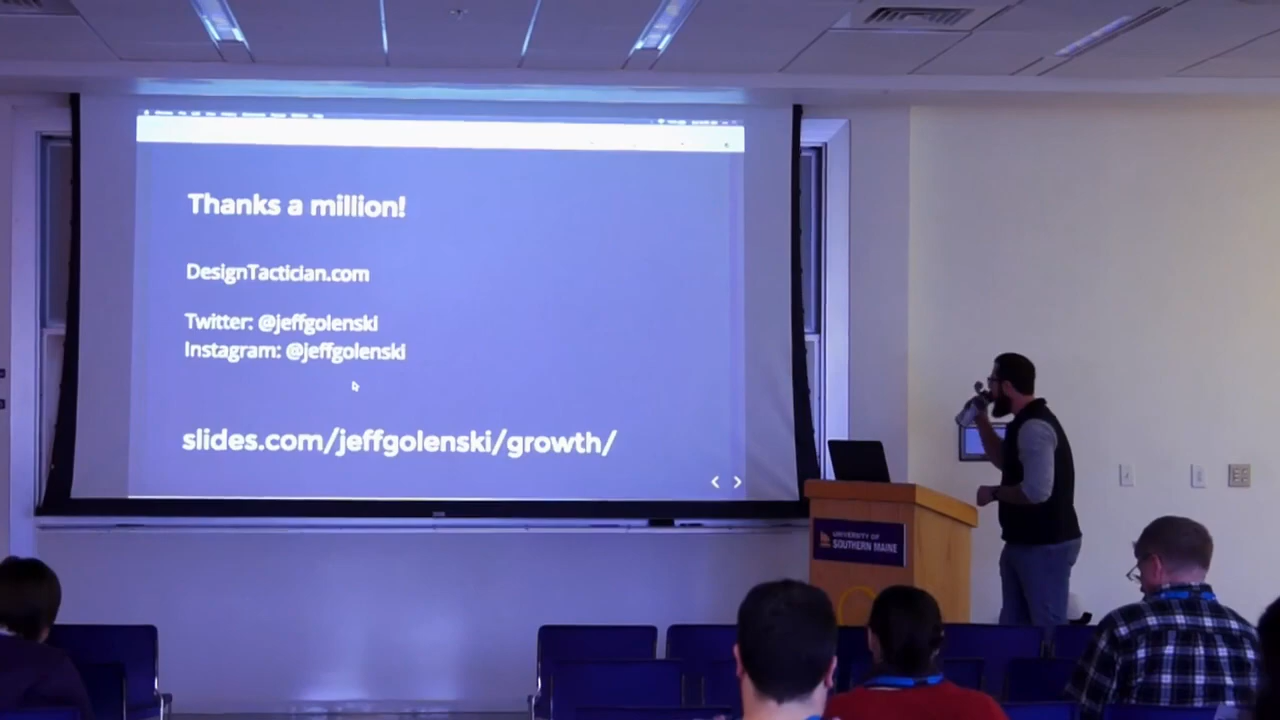 Thanks a million!
DesignTactician.com
Twitter: @jeffgolenski
Instagram: @jeffgolenski
slides.com/jeffgolenski/growth/
UNIVERSITY OF
SOUTHERN MAINE